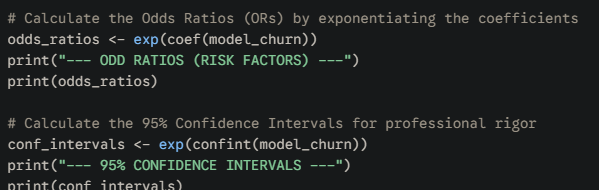 # Calculate the Odds Ratios (ORs) by exponentiating the coefficients
odds_ratios <- exp(coef(model_churn))
print("--- ODD RATIOS (RISK FACTORS) ---")
print(odds_ratios)
# Calculate the 95% Confidence Intervals for professional rigor
conf_intervals <- exp(confint(model_churn))
print("--- 95% CONFIDENCE INTERVALS ---")
print(conf_intervals)